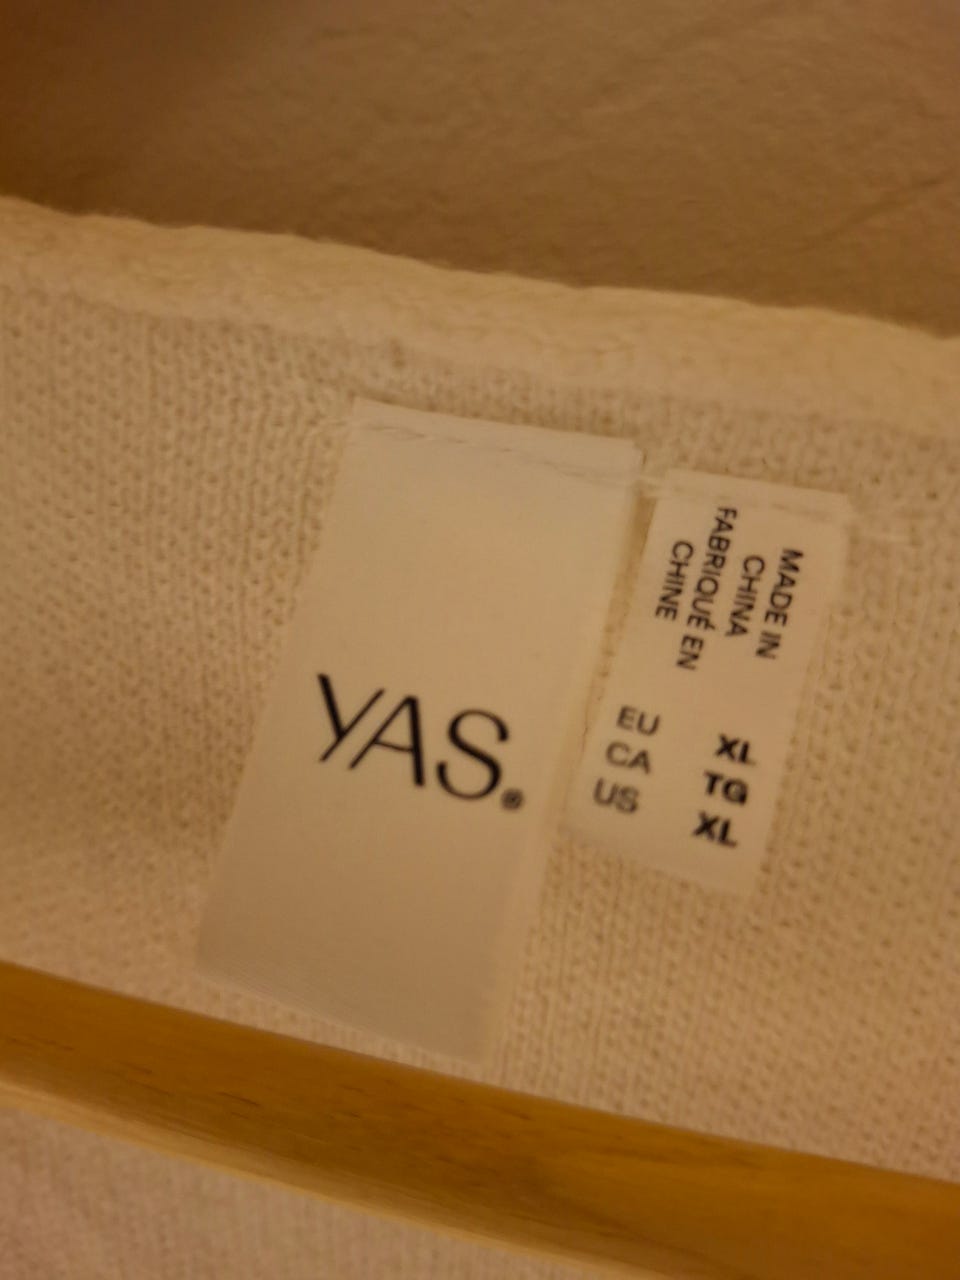 YAS®
MADE IN
CHINA
FABRIQUÉ EN
CHINE
EU XL
CA TG
US XL